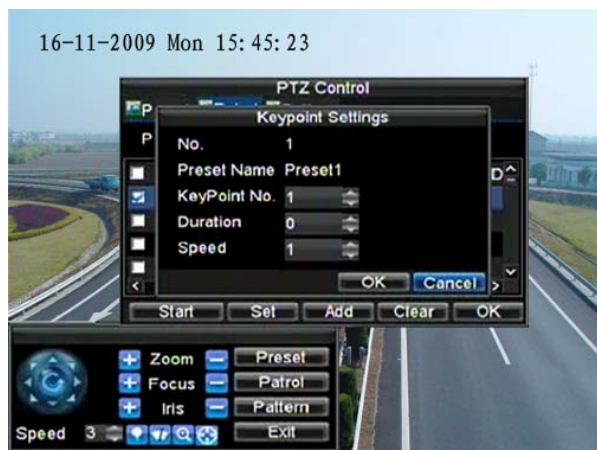 16-11-2009 Mon 15:45:23
PTZ Control
P
Keypoint Settings
P
No. 1
Preset Name Preset1
D
KeyPoint No. 1
Duration 0
Speed 1
OK Cancel
Start Set Add Clear OK
Zoom Preset
Focus Patrol
Iris Pattern
Speed 3 Exit